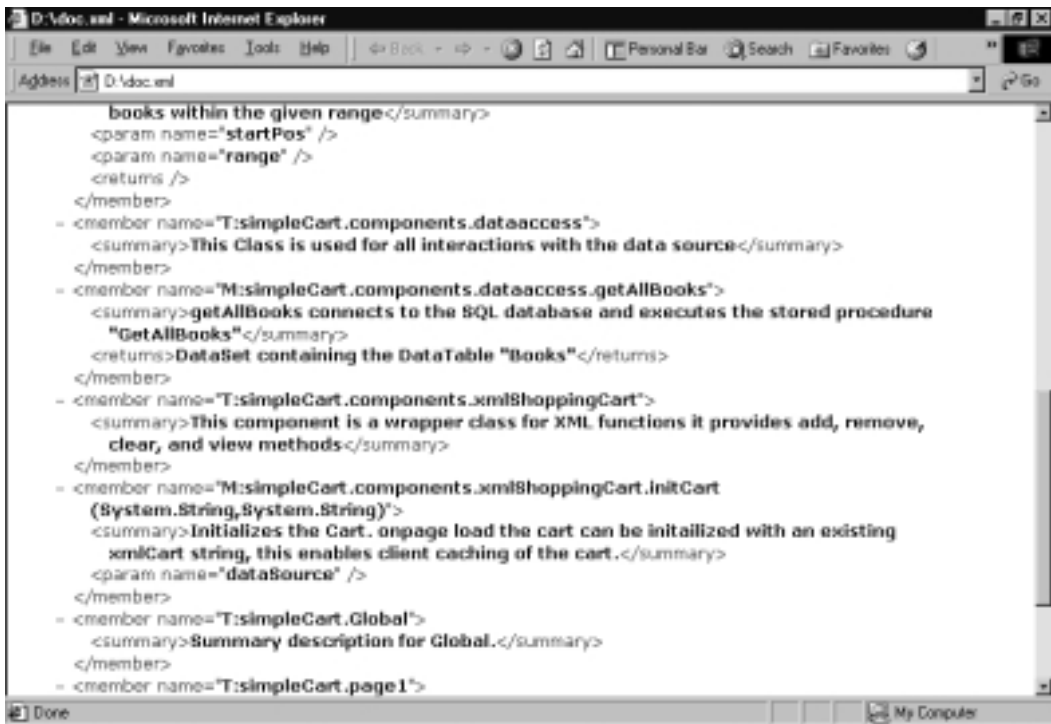 D:\doc.xml - Microsoft Internet Explorer
File Edit View Favorites Tools Help Back Personal Bar Search Favorites »
Address D:\doc.xml Go
books within the given range</summary>
<param name="startPos" />
<param name="range" />
<returns />
</member>
- <member name="T:simpleCart.components.dataaccess">
<summary>This Class is used for all interactions with the data source</summary>
</member>
- <member name="M:simpleCart.components.dataaccess.getAllBooks">
<summary>getAllBooks connects to the SQL database and executes the stored procedure
"GetAllBooks"</summary>
<returns>DataSet containing the DataTable "Books"</returns>
</member>
- <member name="T:simpleCart.components.xmlShoppingCart">
<summary>This component is a wrapper class for XML functions it provides add, remove,
clear, and view methods</summary>
</member>
- <member name="M:simpleCart.components.xmlShoppingCart.initCart
(System.String,System.String)">
<summary>Initializes the Cart. onpage load the cart can be initailized with an existing
xmlCart string, this enables client caching of the cart.</summary>
<param name="dataSource" />
</member>
- <member name="T:simpleCart.Global">
<summary>Summary description for Global.</summary>
</member>
- <member name="T:simpleCart.page1">
Done My Computer